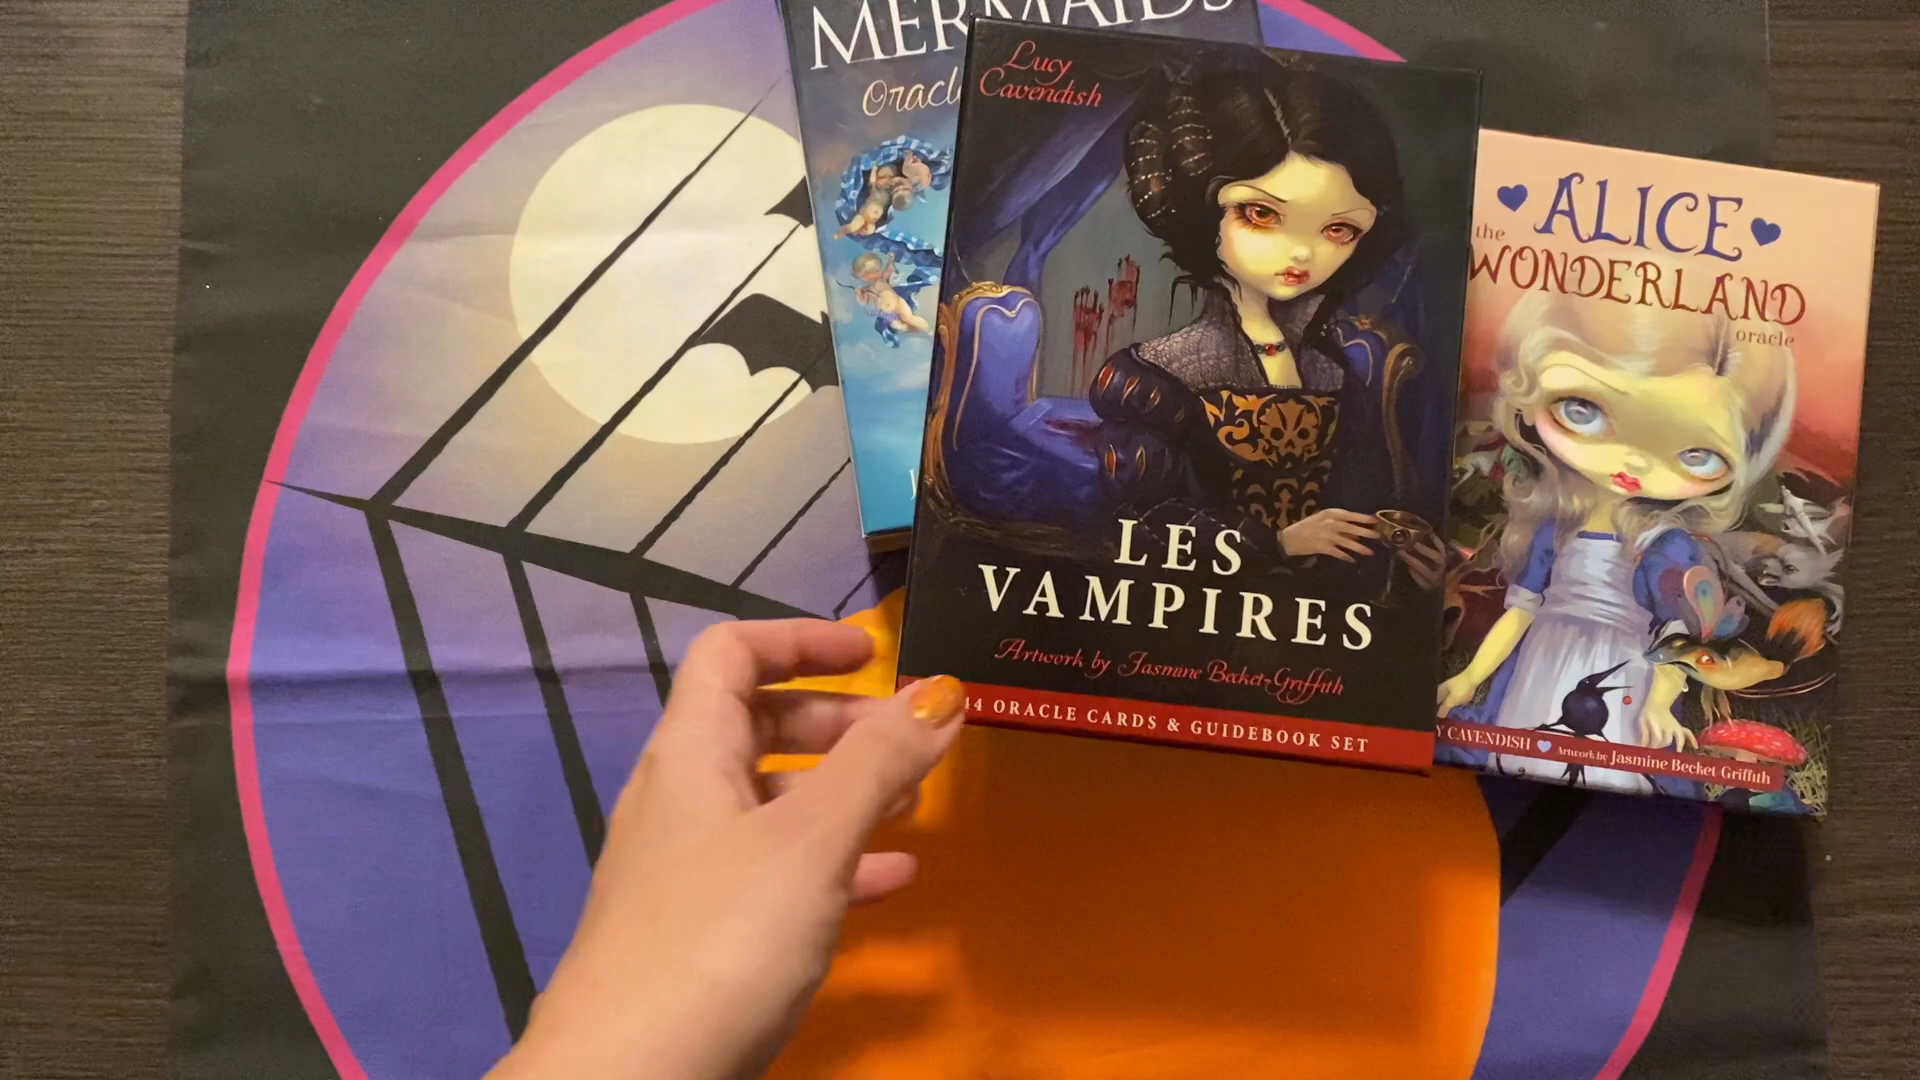 MERMAIDS
Lucy
Cavendish
LES
VAMPIRES
Artwork by Jasmine Becket-Griffith
44 ORACLE CARDS & GUIDEBOOK SET
ALICE
the
WONDERLAND
oracle
CAVENDISH Artwork by Jasmine Becket-Griffith